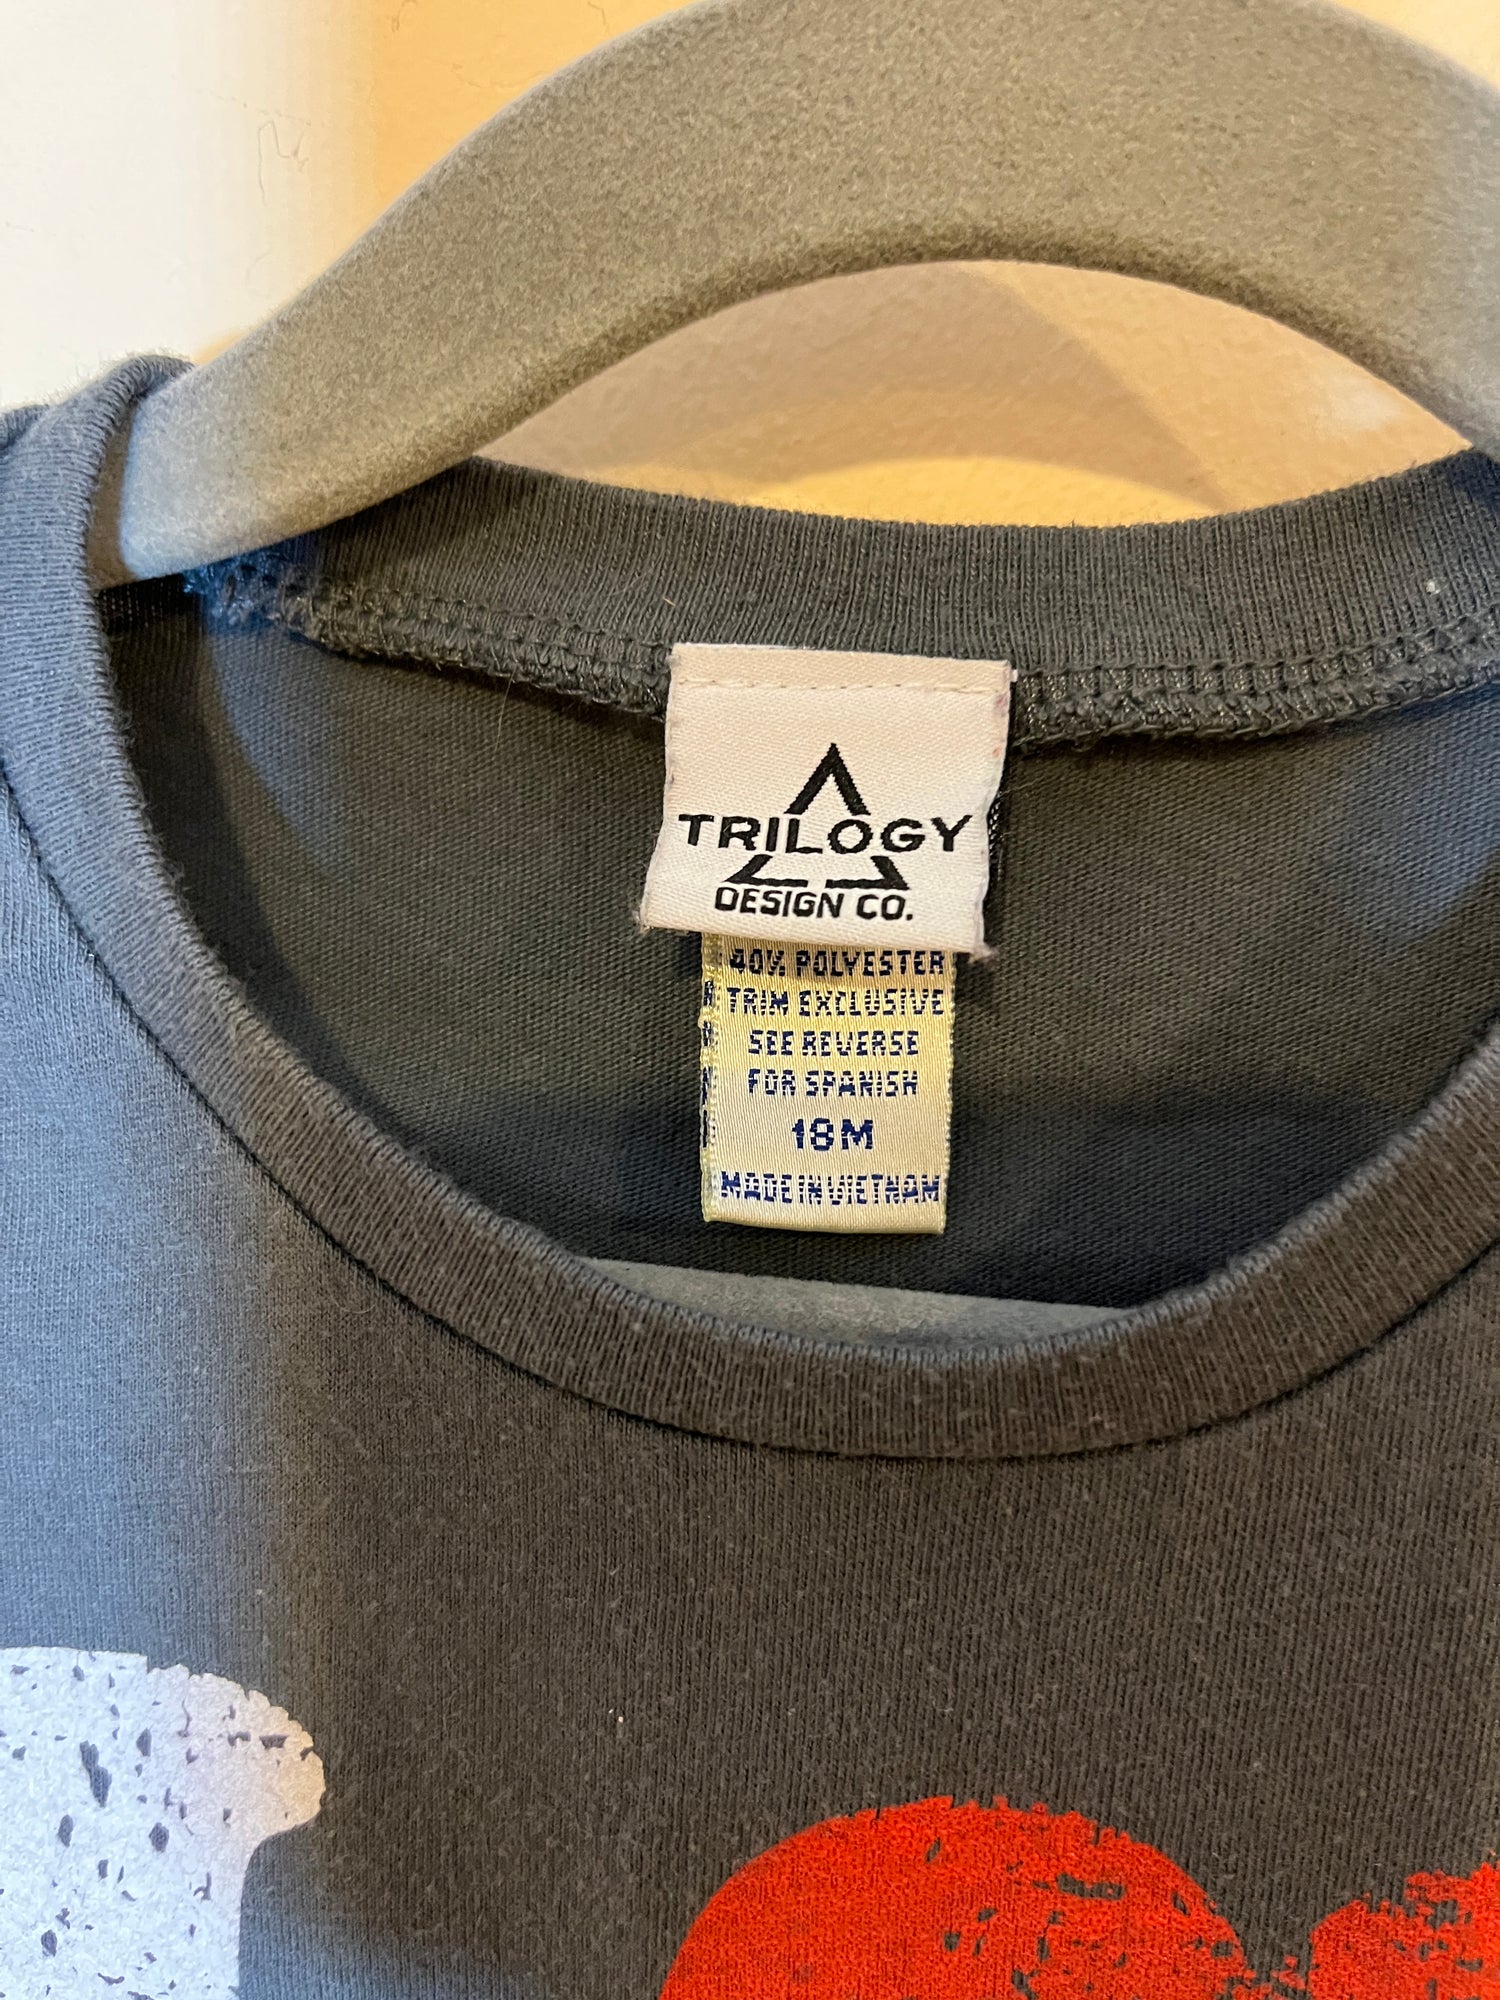 TRILOGY
DESIGN CO.
40% POLYESTER
TRIM EXCLUSIVE
SEE REVERSE
FOR SPANISH
18M
MADE IN VIETNAM